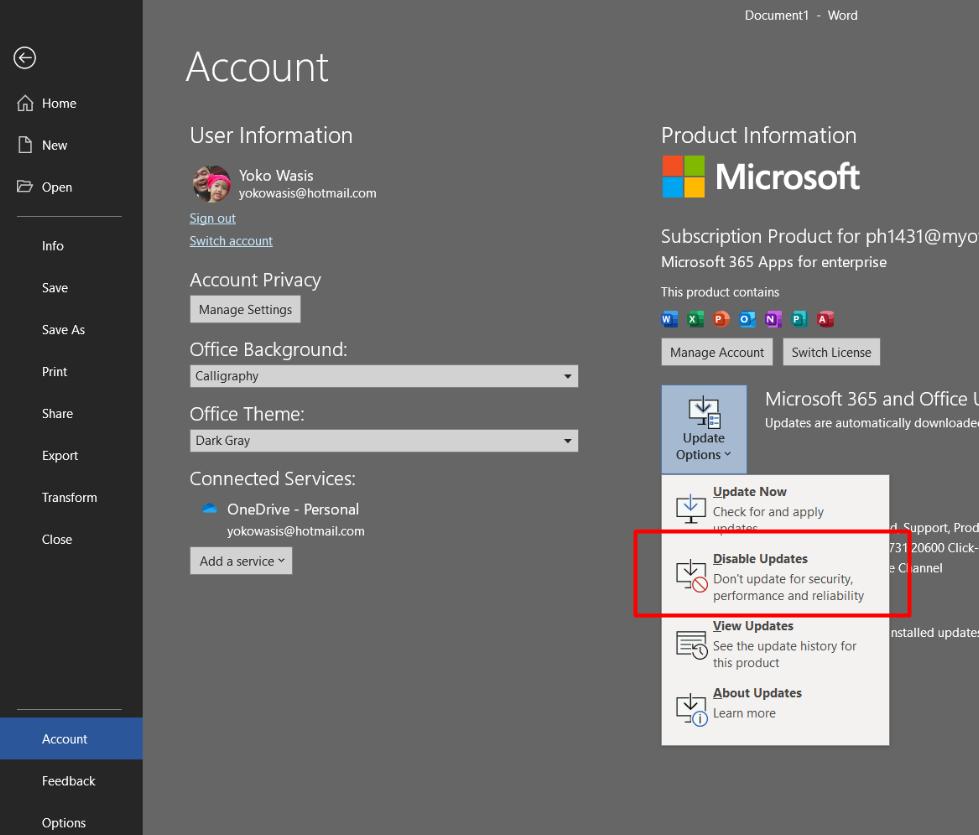 Document1 - Word
Home
New
Open
Info
Save
Save As
Print
Share
Export
Transform
Close
Account
Feedback
Options
Account
User Information
Yoko Wasis
yokowasis@hotmail.com
Sign out
Switch account
Account Privacy
Manage Settings
Office Background:
Calligraphy
Office Theme:
Dark Gray
Connected Services:
OneDrive - Personal
yokowasis@hotmail.com
Add a service
Product Information
Microsoft
Subscription Product for ph1431@myo
Microsoft 365 Apps for enterprise
This product contains
W X P O N P A
Manage Account Switch License
Update
Options
Microsoft 365 and Office U
Updates are automatically downloaded
Update Now
Check for and apply
updates
Disable Updates
Don't update for security,
performance and reliability
View Updates
See the update history for
this product
About Updates
Learn more
d, Support, Prod
731 20600 Click-
e Channel
nstalled updates